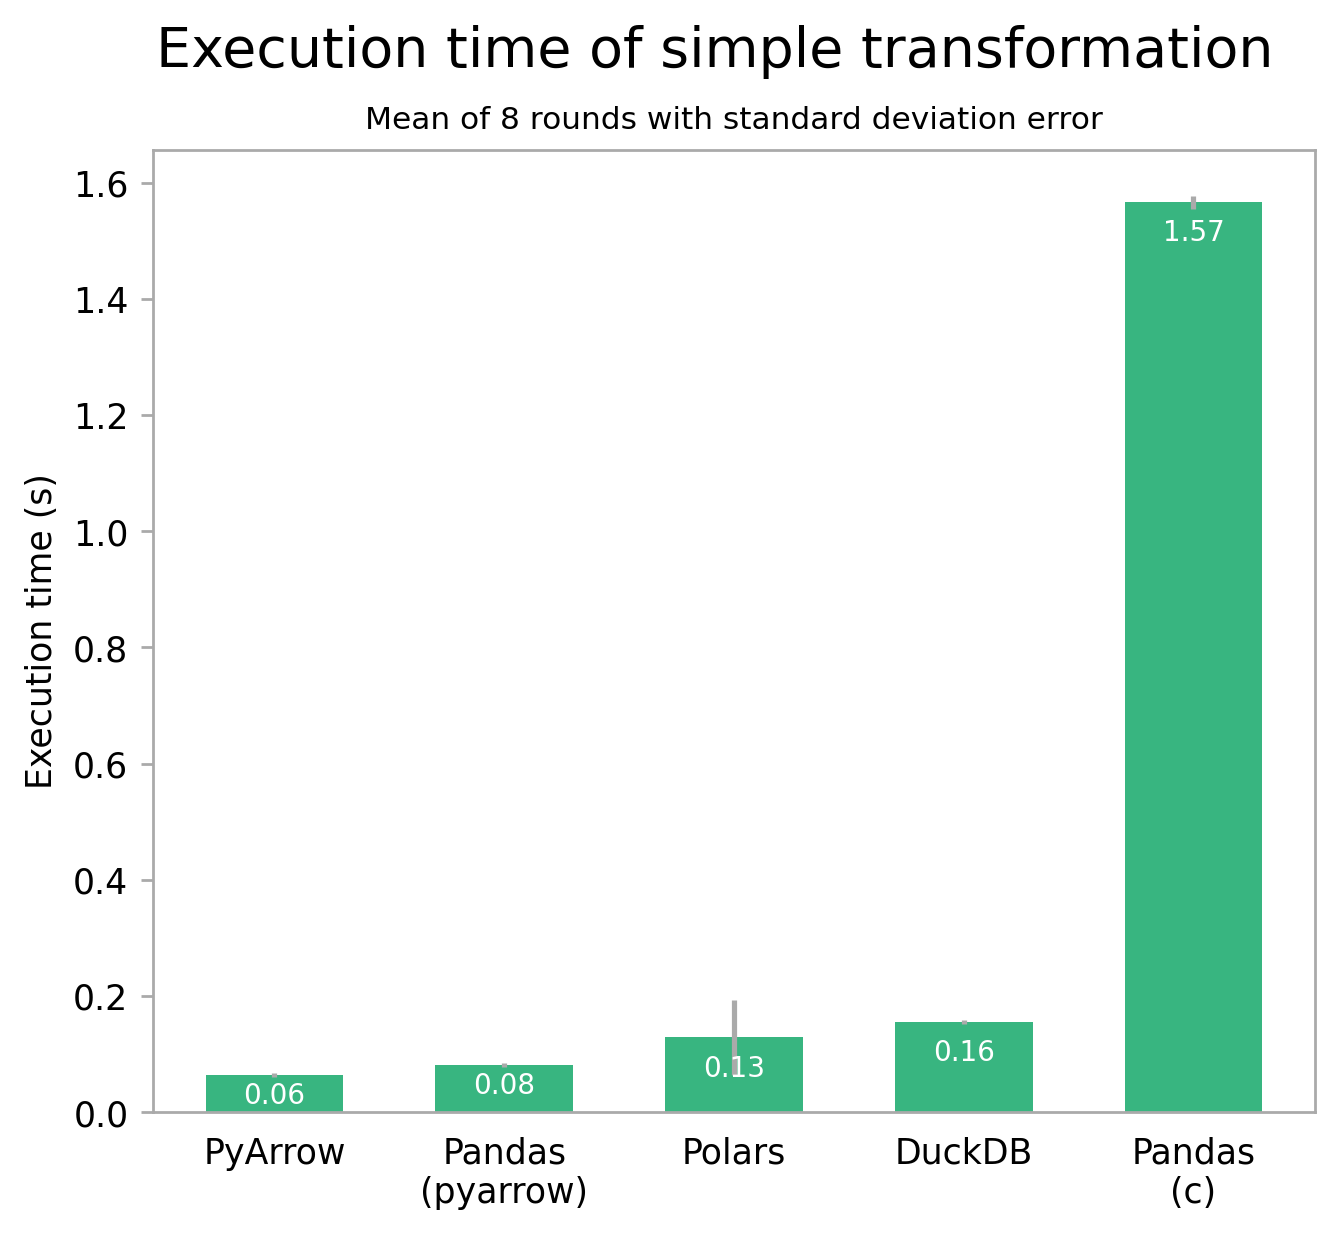 Execution time of simple transformation
Mean of 8 rounds with standard deviation error
Execution time (s)
1.6
1.4
1.2
1.0
0.8
0.6
0.4
0.2
0.0
0.06
0.08
0.13
0.16
1.57
PyArrow
Pandas
(pyarrow)
Polars
DuckDB
Pandas
(c)